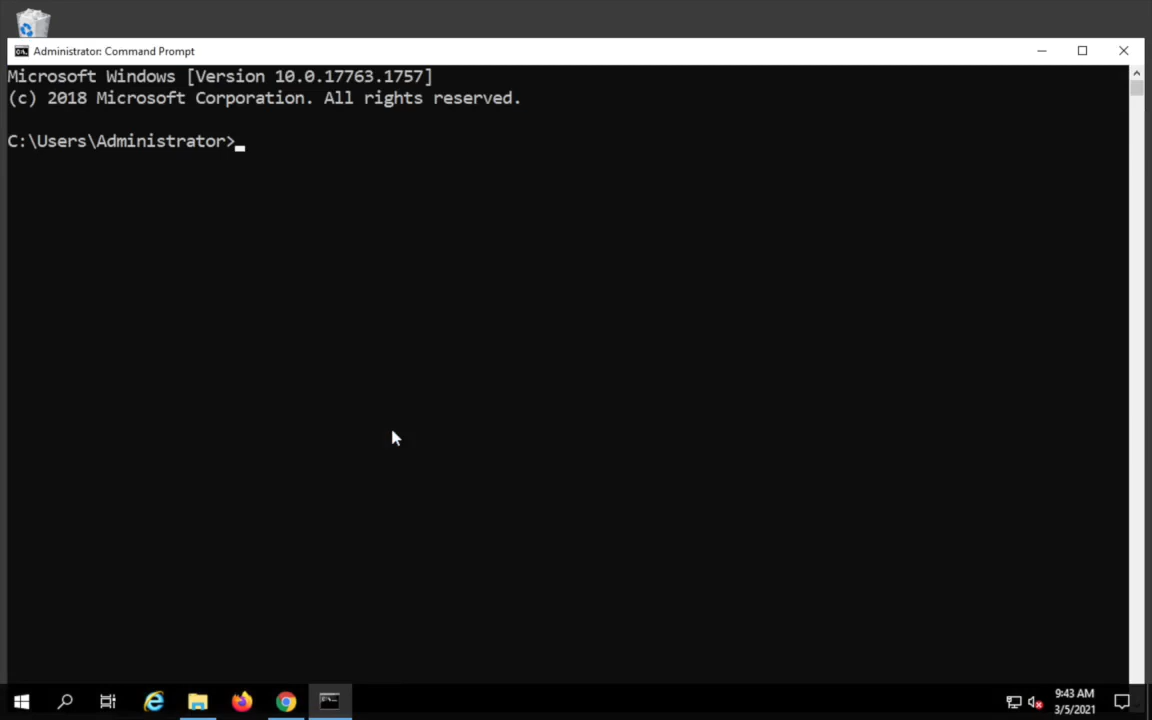 Administrator: Command Prompt
Microsoft Windows [Version 10.0.17763.1757]
(c) 2018 Microsoft Corporation. All rights reserved.
C:\Users\Administrator>
9:43 AM
3/5/2021